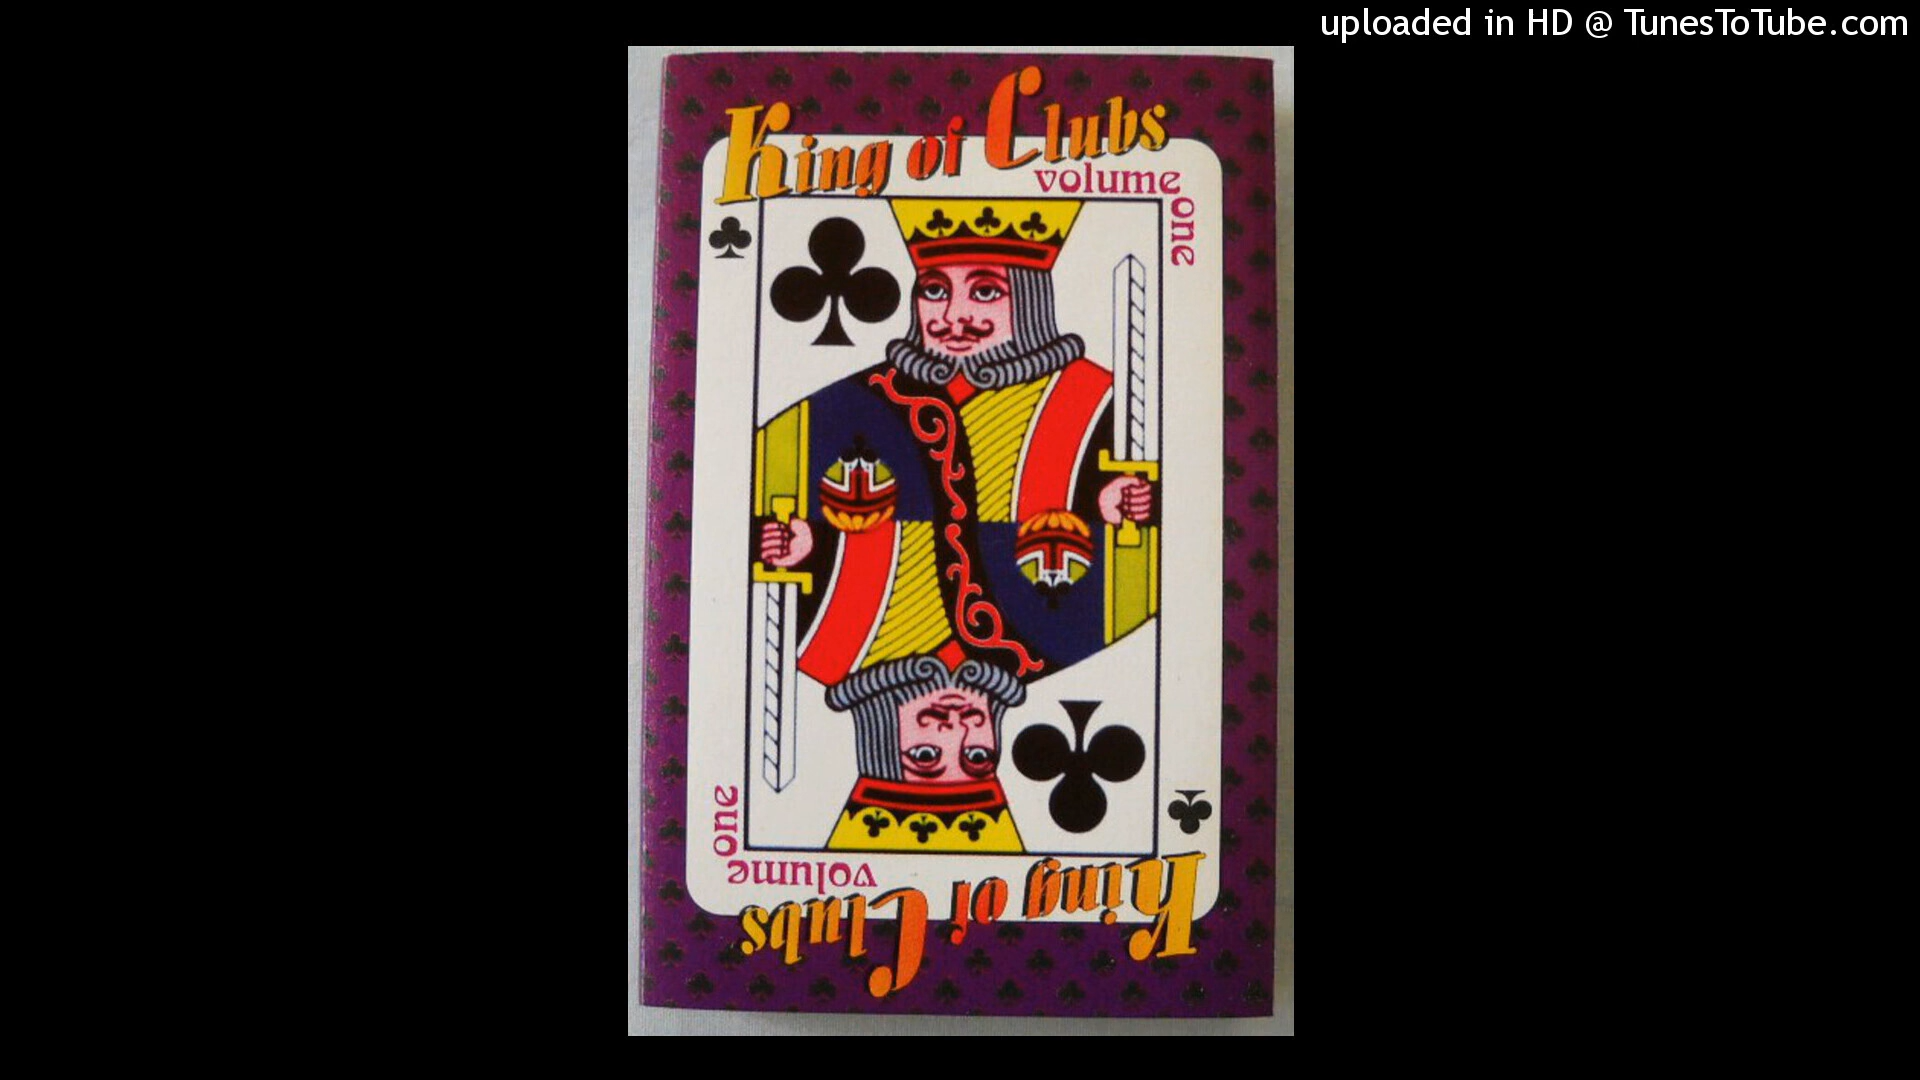 uploaded in HD @ TunesToTube.com
King of Clubs
volume
one
one
volume
King of Clubs